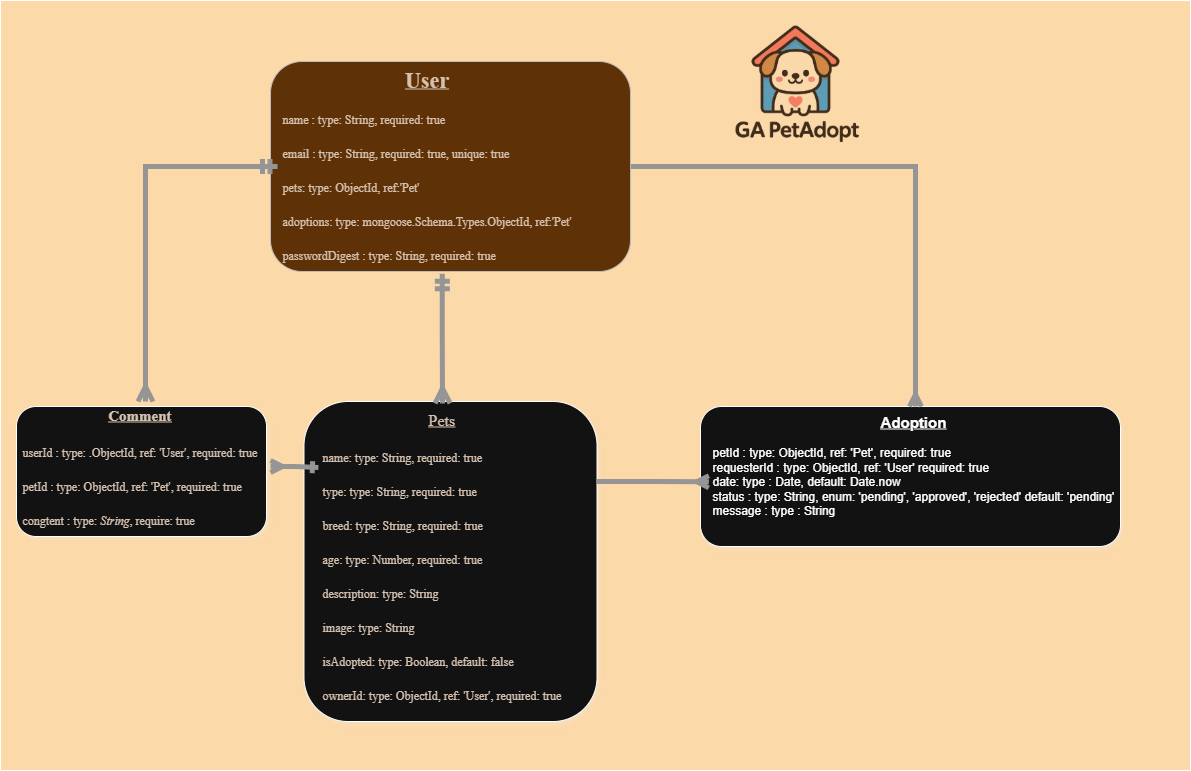 GA PetAdopt
User
name : type: String, required: true
email : type: String, required: true, unique: true
pets: type: ObjectId, ref:'Pet'
adoptions: type: mongoose.Schema.Types.ObjectId, ref:'Pet'
passwordDigest : type: String, required: true
Comment
userId : type: .ObjectId, ref: 'User', required: true
petId : type: ObjectId, ref: 'Pet', required: true
congtent : type: String, require: true
Pets
name: type: String, required: true
type: type: String, required: true
breed: type: String, required: true
age: type: Number, required: true
description: type: String
image: type: String
isAdopted: type: Boolean, default: false
ownerId: type: ObjectId, ref: 'User', required: true
Adoption
petId : type: ObjectId, ref: 'Pet', required: true
requesterId : type: ObjectId, ref: 'User' required: true
date: type : Date, default: Date.now
status : type: String, enum: 'pending', 'approved', 'rejected' default: 'pending'
message : type : String